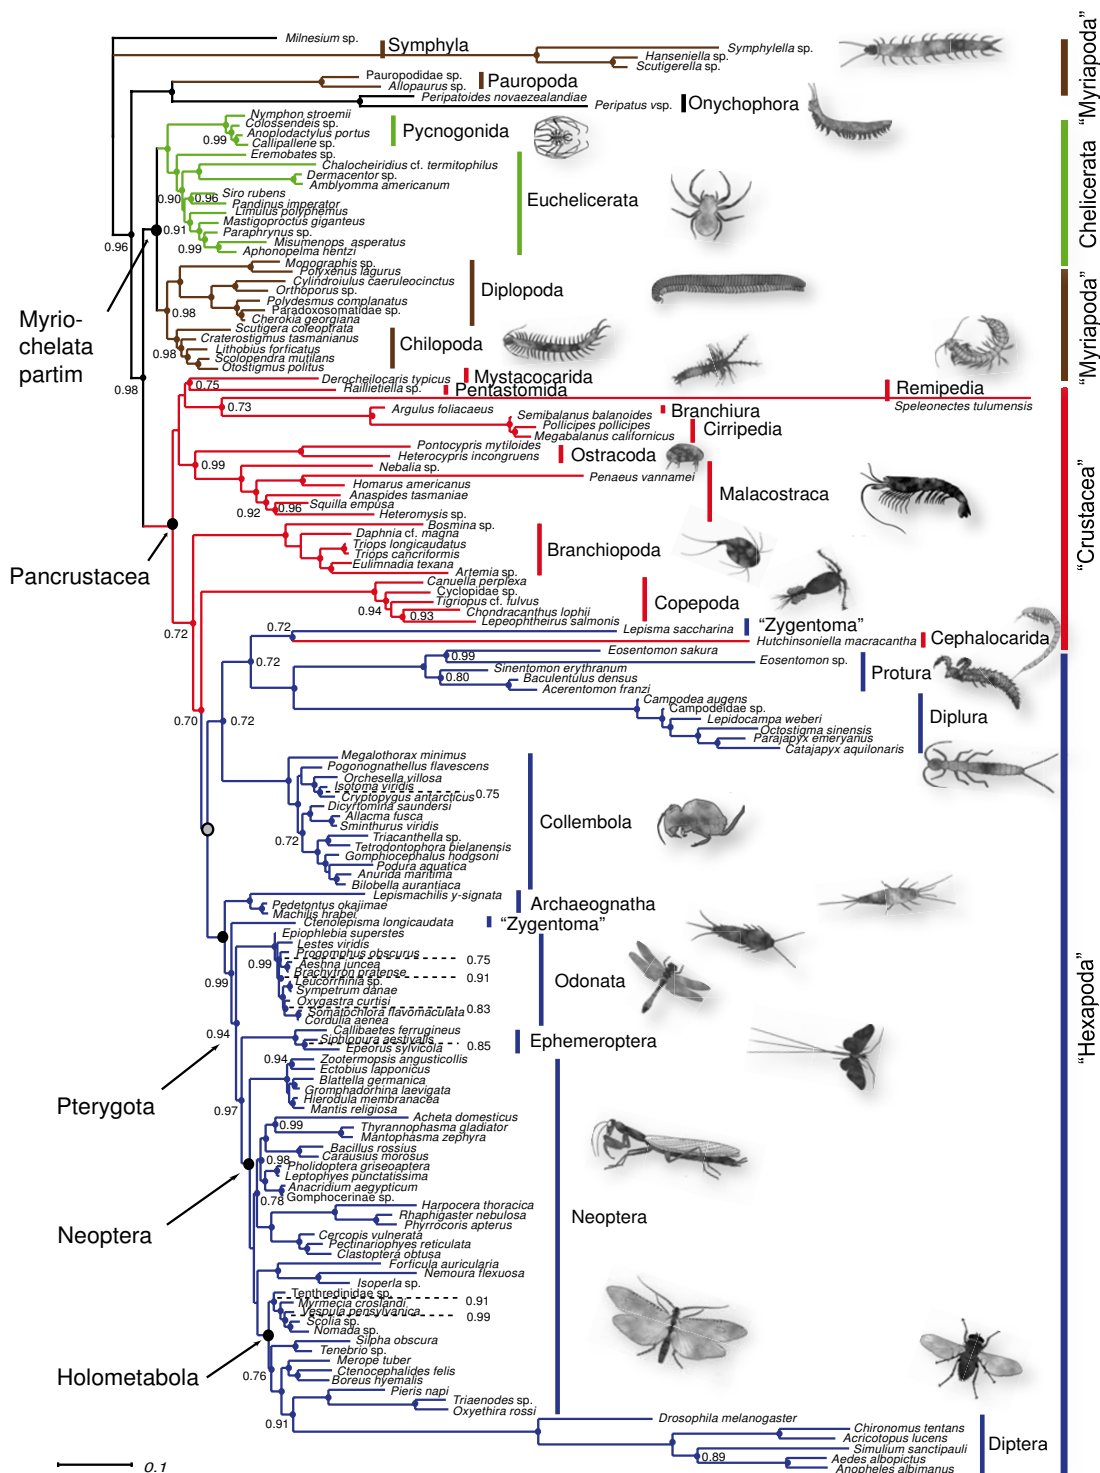 Milnesium sp.
Symphyla
Symphylella sp.
Hanseniella sp.
Scutigerella sp.
"Myriapoda"
Pauropodidae sp.
Allopaurus sp.
Pauropoda
Peripatoides novaezealandiae
Peripatus vsp.
Onychophora
Nymphon stroemii
Colossendeis sp.
Anoplodactylus portus
0.99
Callipallene sp.
Pycnogonida
Eremobates sp.
Chalocheiridius cf. termitophilus
Dermacentor sp.
Amblyomma americanum
0.90
Siro rubens
0.96
Pandinus imperator
Limulus polyphemus
Mastigoproctus giganteus
0.91
Paraphrynus sp.
0.96
Misumenops asperatus
0.99
Aphonopelma hentzi
Euchelicerata
Chelicerata
Monographis sp.
Polyxenus lagurus
Cylindroiulus caeruleocinctus
Orthoporus sp.
Polydesmus complanatus
0.98
Paradoxosomatidae sp.
Cherokia georgiana
Diplopoda
Scutigera coleoptrata
Craterostigmus tasmanianus
Lithobius forficatus
0.98
Scolopendra mutilans
Otostigmus politus
Chilopoda
"Myriapoda"
Myrio-
chelata
partim
0.98
Derocheilocaris typicus
Mystacocarida
0.75
Raillietiella sp.
Pentastomida
Remipedia
Speleonectes tulumensis
0.73
Argulus foliacaeus
Branchiura
Semibalanus balanoides
Pollicipes pollicipes
Megabalanus californicus
Cirripedia
Pontocypris mytiloides
Heterocypris incongruens
Ostracoda
0.99
Nebalia sp.
Penaeus vannamei
Homarus americanus
Anaspides tasmaniae
0.96
Squilla empusa
0.92
Heteromysis sp.
Malacostraca
"Crustacea"
Pancrustacea
Bosmina sp.
Daphnia cf. magna
Triops longicaudatus
Triops cancriformis
Eulimnadia texana
Artemia sp.
Branchiopoda
Canuella perplexa
Cyclopidae sp.
Tigriopus cf. fulvus
0.94
Chondracanthus lophii
0.93
Lepeophtheirus salmonis
Copepoda
0.72
0.72
Lepisma saccharina
"Zygentoma"
Hutchinsoniella macracantha
Cephalocarida
0.72
Eosentomon sakura
0.99
Eosentomon sp.
Sinentomon erythranum
0.80
Baculentulus densus
Acerentomon franzi
Protura
Campodea augens
Campodeidae sp.
Lepidocampa weberi
Octostigma sinensis
Parajapyx emeryanus
Catajapyx aquilonaris
Diplura
0.70
0.72
Megalothorax minimus
Pogonognathellus flavescens
Orchesella villosa
Isotoma viridis
0.75
Cryptopygus antarcticus
Dicyrtomina saundersi
Allacma fusca
Sminthurus viridis
0.72
Triacanthella sp.
Tetrodontophora bielanensis
Gomphiocephalus hodgsoni
Podura aquatica
Anurida maritima
Bilobella aurantiaca
Collembola
Lepismachilis y-signata
Pedetontus okajimae
Machilis hrabei
Archaeognatha
Ctenolepisma longicaudata
"Zygentoma"
Epiophlebia superstes
Lestes viridis
Progomphus obscurus
0.75
0.99
Aeshna juncea
Brachytron pratense
0.91
0.99
Leucorrhinia sp.
Sympetrum danae
Oxygastra curtisi
Somatochlora flavomaculata
0.83
Cordulia aenea
Odonata
0.94
Callibaetes ferrugineus
Siphlonura aestivalis
0.85
Epeorus sylvicola
Ephemeroptera
"Hexapoda"
Pterygota
0.94
Zootermopsis angusticollis
Ectobius lapponicus
Blattella germanica
Gromphadorhina laevigata
Hierodula membranacea
Mantis religiosa
0.97
Acheta domesticus
0.99
Thyrannophasma gladiator
Mantophasma zephyra
Bacillus rossius
Carausius morosus
0.98
Pholidoptera griseoaptera
Leptophyes punctatissima
Anacridium aegypticum
0.78
Gomphocerinae sp.
Harpocera thoracica
Rhaphigaster nebulosa
Phyrrocoris apterus
Cercopis vulnerata
Pectinariophyes reticulata
Clastoptera obtusa
Neoptera
Neoptera
Forficula auricularia
Nemoura flexuosa
Isoperla sp.
Tenthredinidae sp.
0.91
Myrmecia croslandi
Vespula pensylvanica
0.99
Scolia sp.
Nomada sp.
Silpha obscura
Tenebrio sp.
Holometabola
0.76
Merope tuber
Ctenocephalides felis
Boreus hyemalis
Pieris napi
Triaenodes sp.
Oxyethira rossi
0.91
Drosophila melanogaster
Chironomus tentans
Acricotopus lucens
Simulium sanctipauli
0.89
Aedes albopictus
Anopheles albimanus
Diptera
0.1